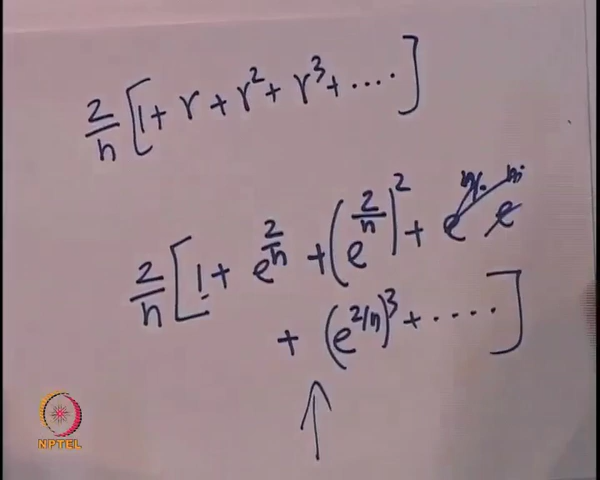 2/n [1 + r + r² + r³ + ....]
2/n [1 + e^{2/n} + (e^{2/n})² + e e
+ (e^{2/n})³ + ....]
NPTEL